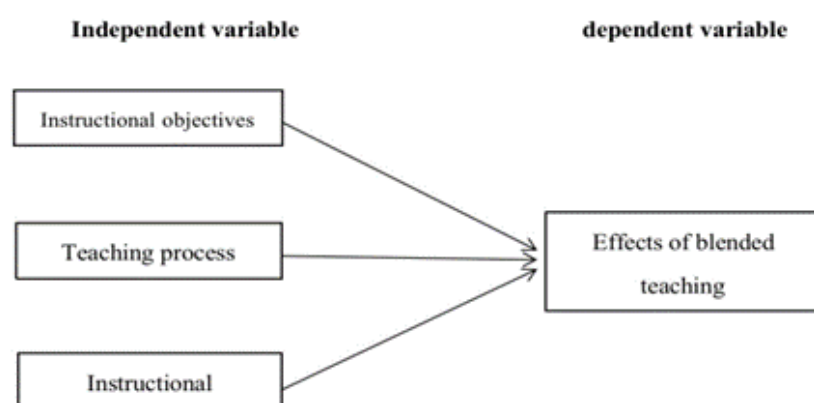 Independent variable
dependent variable
Instructional objectives
Teaching process
Effects of blended
teaching
Instructional